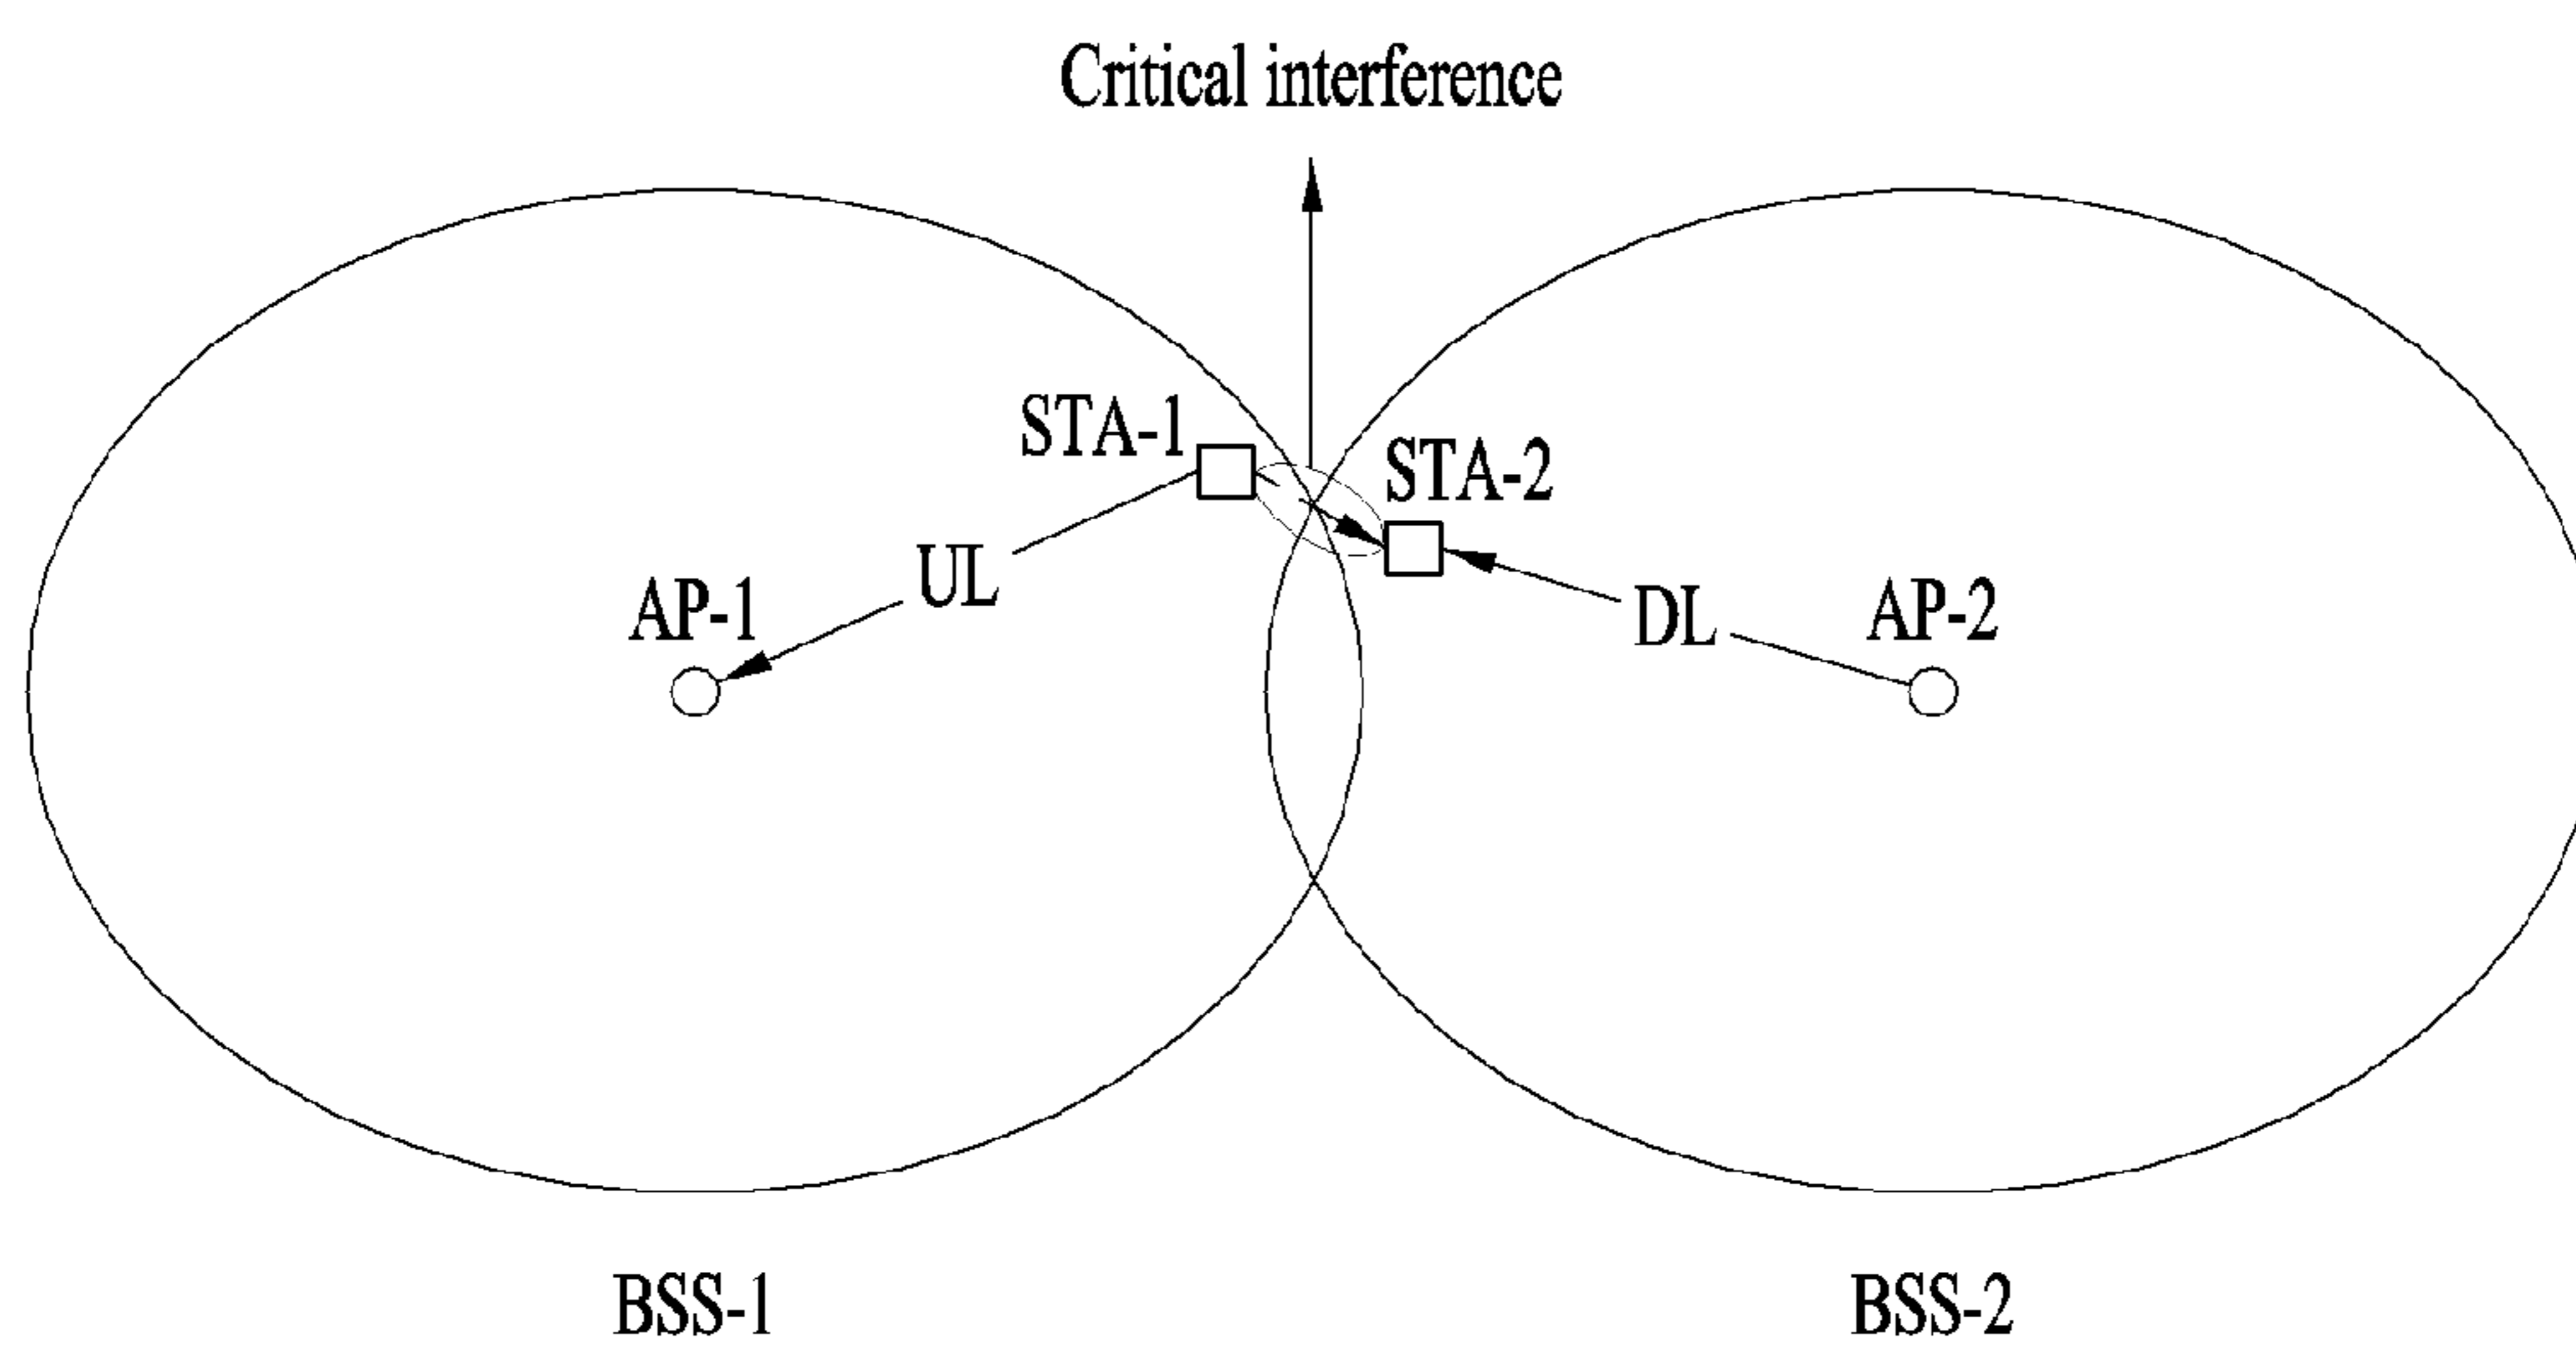 Critical interference
STA-1
STA-2
UL
AP-1
DL
AP-2
BSS-1
BSS-2